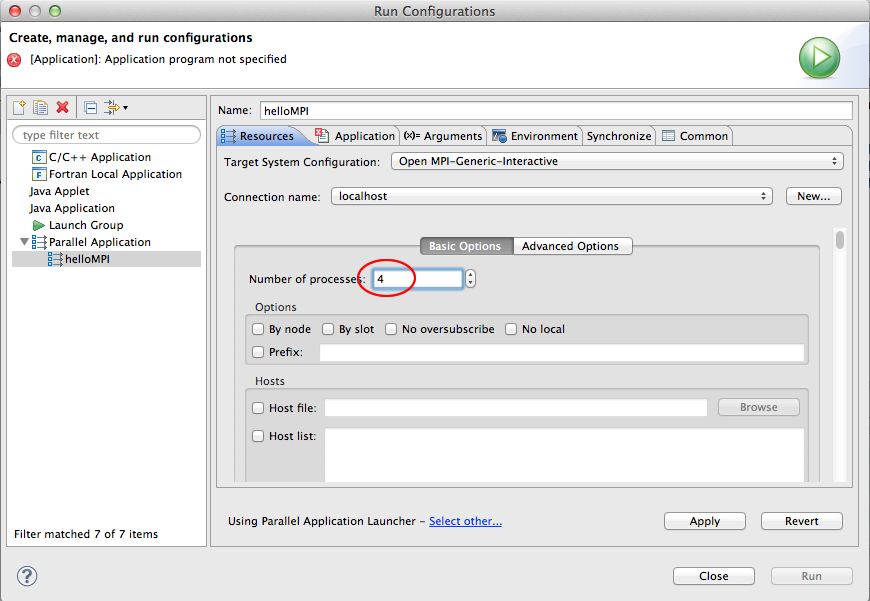 Run Configurations
Create, manage, and run configurations
[Application]: Application program not specified
type filter text
C/C++ Application
Fortran Local Application
Java Applet
Java Application
Launch Group
Parallel Application
helloMPI
Filter matched 7 of 7 items
Name: helloMPI
Resources Application (x)= Arguments Environment Synchronize Common
Target System Configuration: Open MPI-Generic-Interactive
Connection name: localhost New...
Basic Options Advanced Options
Number of processes: 4
Options
By node By slot No oversubscribe No local
Prefix:
Hosts
Host file: Browse
Host list:
Using Parallel Application Launcher - Select other...
Apply Revert
? Close Run